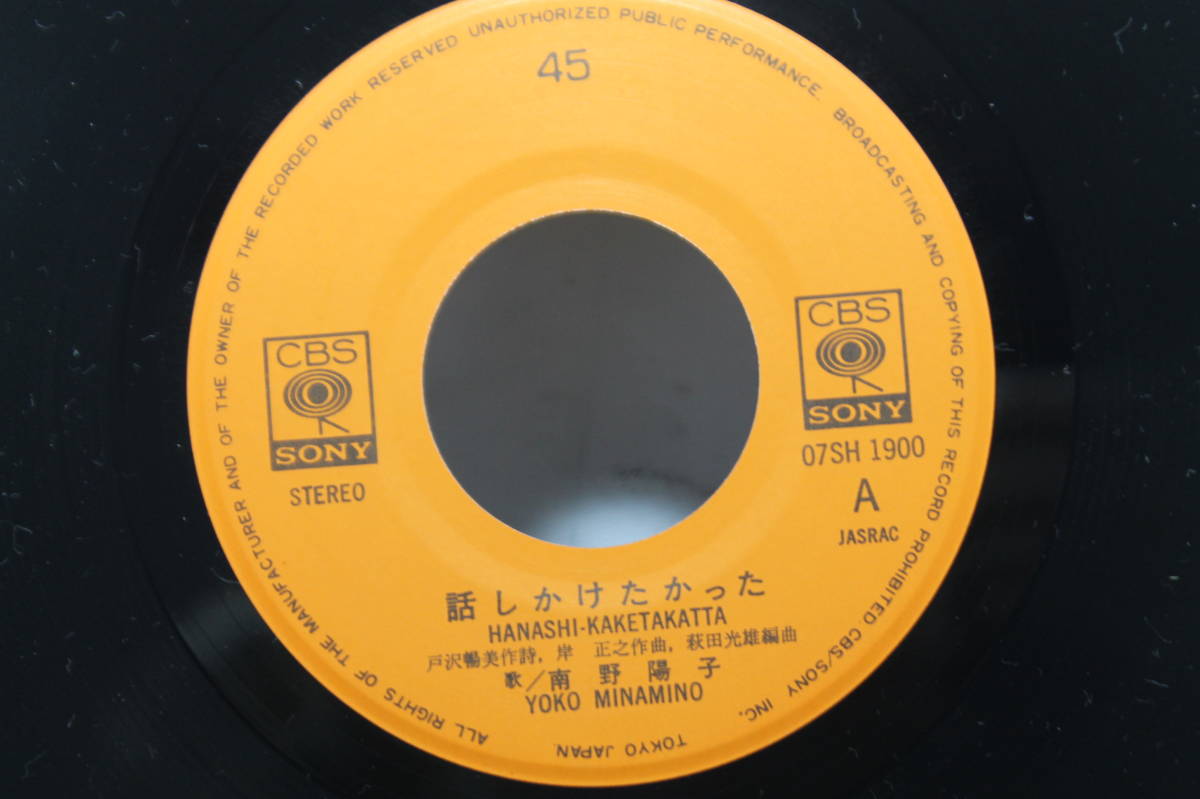 45
ALL RIGHTS OF THE MANUFACTURER AND OF THE OWNER OF THE RECORDED WORK RESERVED UNAUTHORIZED PUBLIC PERFORMANCE. BROADCASTING AND COPYING OF THIS RECORD PROHIBITED. CBS/SONY INC. TOKYO JAPAN.
CBS
SONY
STEREO
CBS
SONY
07SH 1900
A
JASRAC
話しかけたかった
HANASHI-KAKETAKATTA
戸沢暢美作詩, 岸 正之作曲, 萩田光雄編曲
歌/南野陽子
YOKO MINAMINO